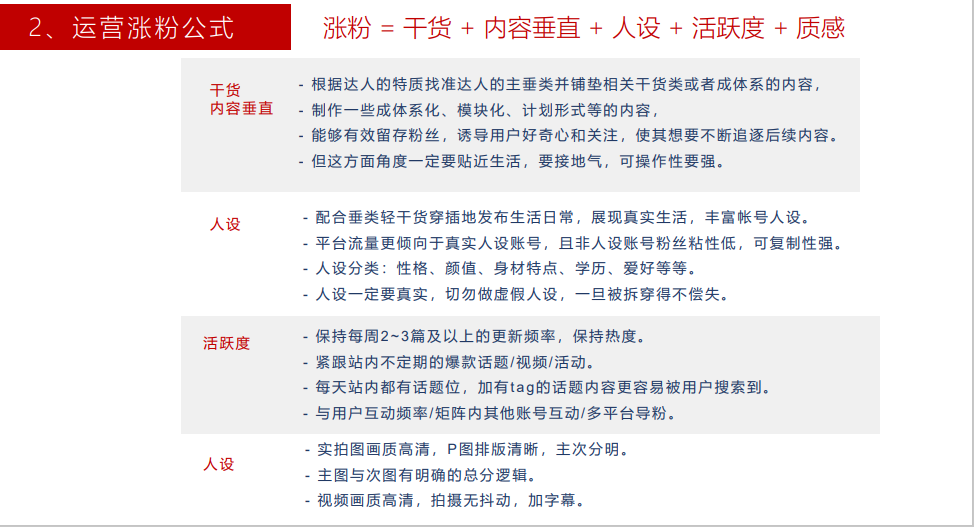 2、运营涨粉公式
涨粉 = 干货 + 内容垂直 + 人设 + 活跃度 + 质感
干货
内容垂直
- 根据达人的特质找准达人的主垂类并铺垫相关干货类或者成体系的内容，
- 制作一些成体系化、模块化、计划形式等的内容，
- 能够有效留存粉丝，诱导用户好奇心和关注，使其想要不断追逐后续内容。
- 但这方面角度一定要贴近生活，要接地气，可操作性要强。
人设
- 配合垂类轻干货穿插地发布生活日常，展现真实生活，丰富帐号人设。
- 平台流量更倾向于真实人设账号，且非人设账号粉丝粘性低，可复制性强。
- 人设分类：性格、颜值、身材特点、学历、爱好等等。
- 人设一定要真实，切勿做虚假人设，一旦被拆穿得不偿失。
活跃度
- 保持每周2~3篇及以上的更新频率，保持热度。
- 紧跟站内不定期的爆款话题/视频/活动。
- 每天站内都有话题位，加有tag的话题内容更容易被用户搜索到。
- 与用户互动频率/矩阵内其他账号互动/多平台导粉。
人设
- 实拍图画质高清，P图排版清晰，主次分明。
- 主图与次图有明确的总分逻辑。
- 视频画质高清，拍摄无抖动，加字幕。